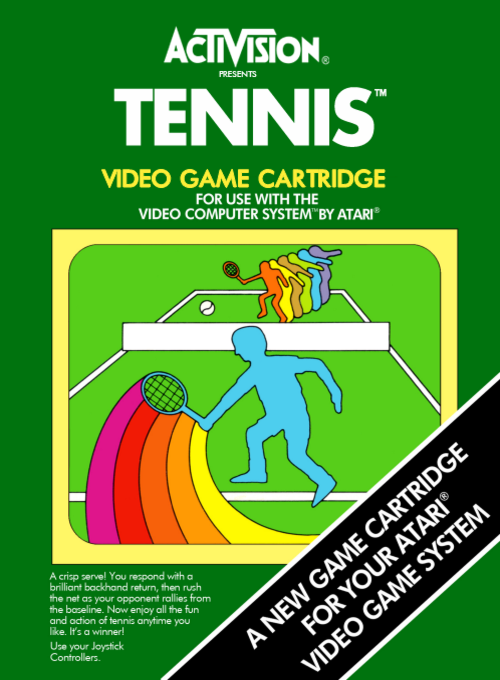 ACTIVISION®
PRESENTS
TENNIS™
VIDEO GAME CARTRIDGE
FOR USE WITH THE
VIDEO COMPUTER SYSTEM™ BY ATARI®
A crisp serve! You respond with a
brilliant backhand return, then rush
the net as your opponent rallies from
the baseline. Now enjoy all the fun
and action of tennis anytime you
like. It's a winner!
Use your Joystick
Controllers.
A NEW GAME CARTRIDGE
FOR YOUR ATARI®
VIDEO GAME SYSTEM